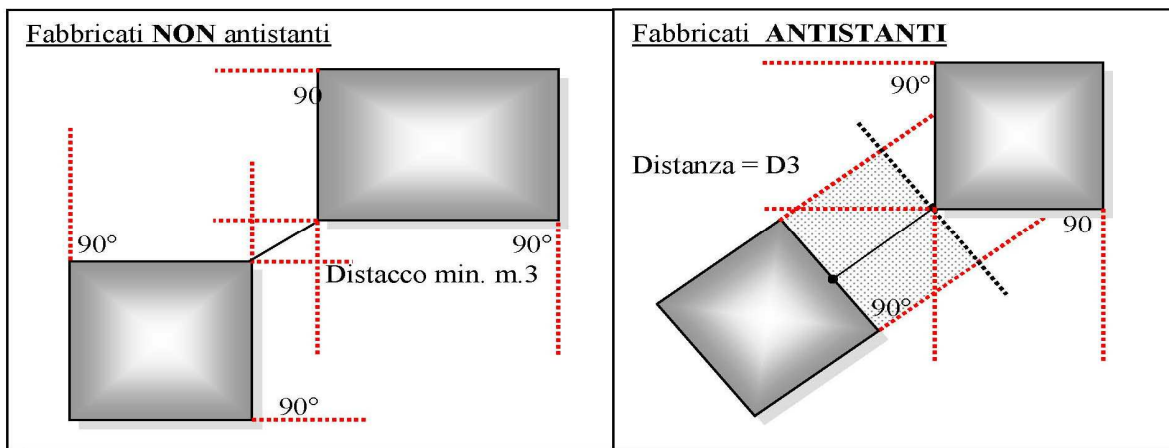 Fabbricati NON antistanti
90
90°
90°
Distacco min. m.3
90°
Fabbricati ANTISTANTI
90°
Distanza = D3
90
90°